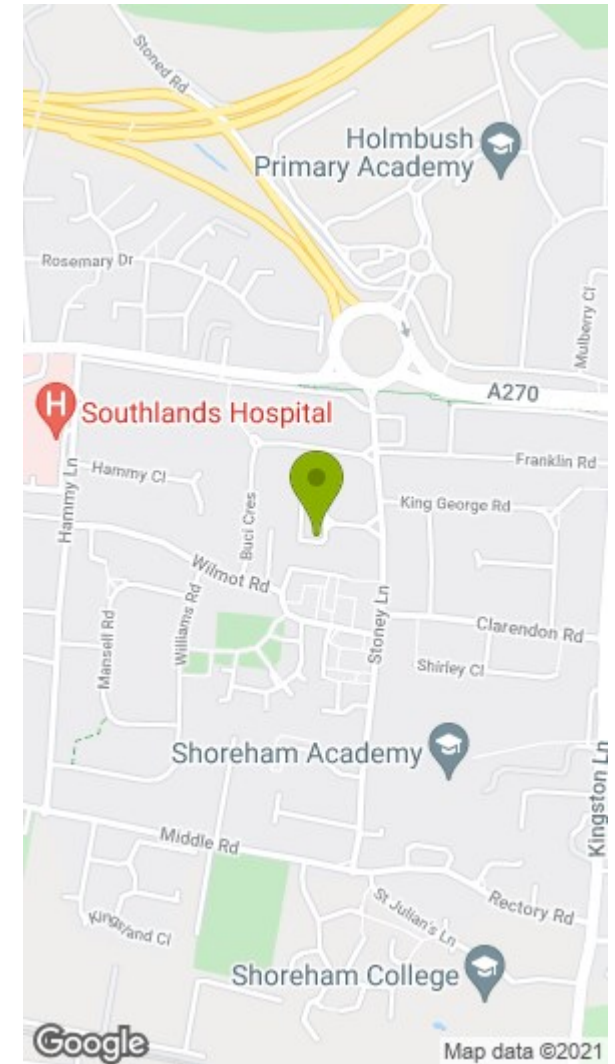 Stoned Rd
Holmbush
Primary Academy
Rosemary Dr
Mulberry Cl
A270
H
Southlands Hospital
Franklin Rd
Hammy Cl
Hammy Ln
Buci Cres
King George Rd
Wilmot Rd
Williams Rd
Mansell Rd
Stoney Ln
Clarendon Rd
Shirley Cl
Shoreham Academy
Kingston Ln
Middle Rd
Rectory Rd
St Julian's Ln
Kingsland Cl
Shoreham College
Google
Map data ©2021